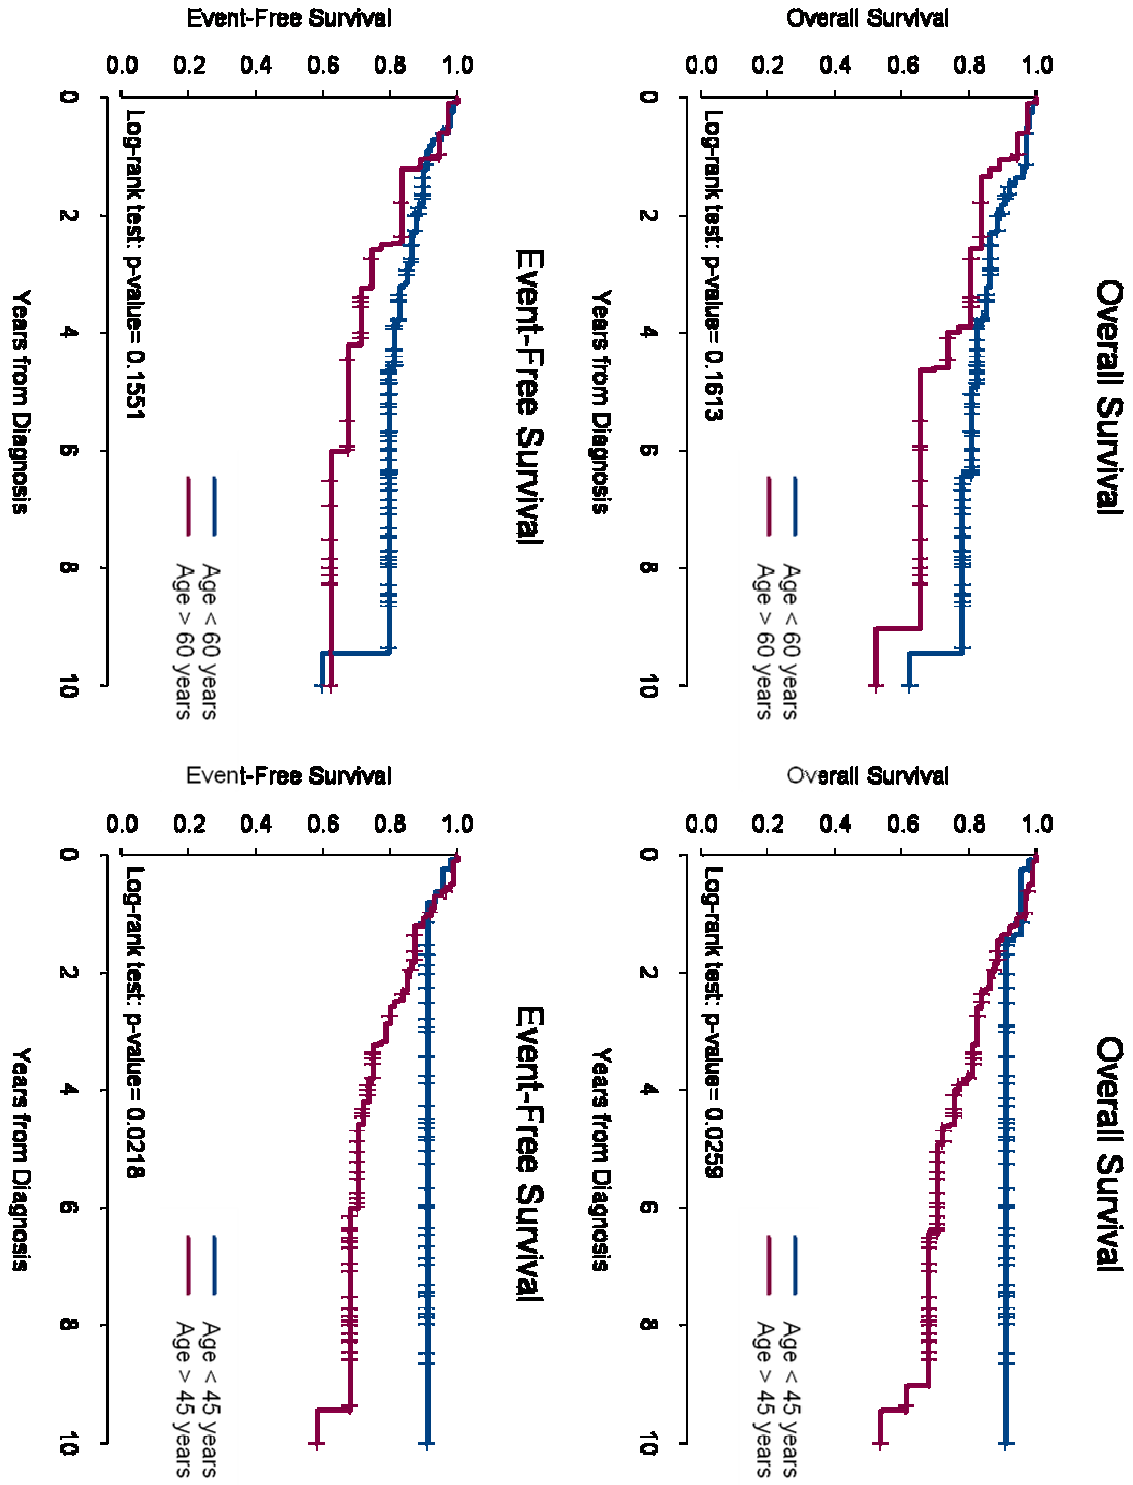 Overall Survival
Overall Survival
1.0
0.8
0.6
0.4
0.2
0.0
Age < 60 years
Age > 60 years
Log-rank test: p-value= 0.1613
0 2 4 6 8 10
Years from Diagnosis
Overall Survival
Overall Survival
1.0
0.8
0.6
0.4
0.2
0.0
Age < 45 years
Age > 45 years
Log-rank test: p-value= 0.0259
0 2 4 6 8 10
Years from Diagnosis
Event-Free Survival
Event-Free Survival
1.0
0.8
0.6
0.4
0.2
0.0
Age < 60 years
Age > 60 years
Log-rank test: p-value= 0.1551
0 2 4 6 8 10
Years from Diagnosis
Event-Free Survival
Event-Free Survival
1.0
0.8
0.6
0.4
0.2
0.0
Age < 45 years
Age > 45 years
Log-rank test: p-value= 0.0218
0 2 4 6 8 10
Years from Diagnosis